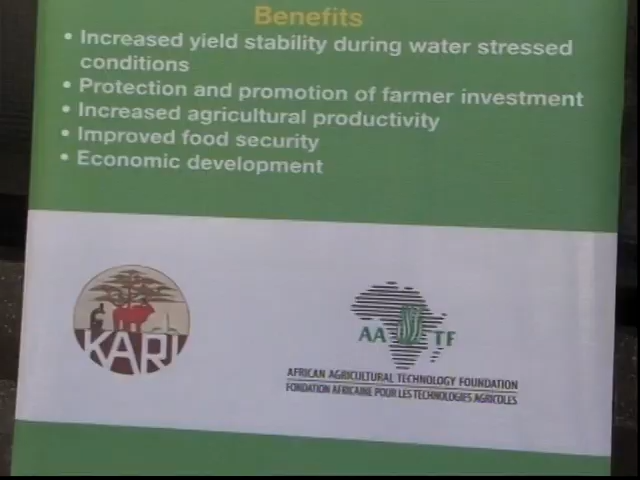 Benefits
• Increased yield stability during water stressed
conditions
• Protection and promotion of farmer investment
• Increased agricultural productivity
• Improved food security
• Economic development
KARI
AATF
AFRICAN AGRICULTURAL TECHNOLOGY FOUNDATION
FONDATION AFRICAINE POUR LES TECHNOLOGIES AGRICOLES